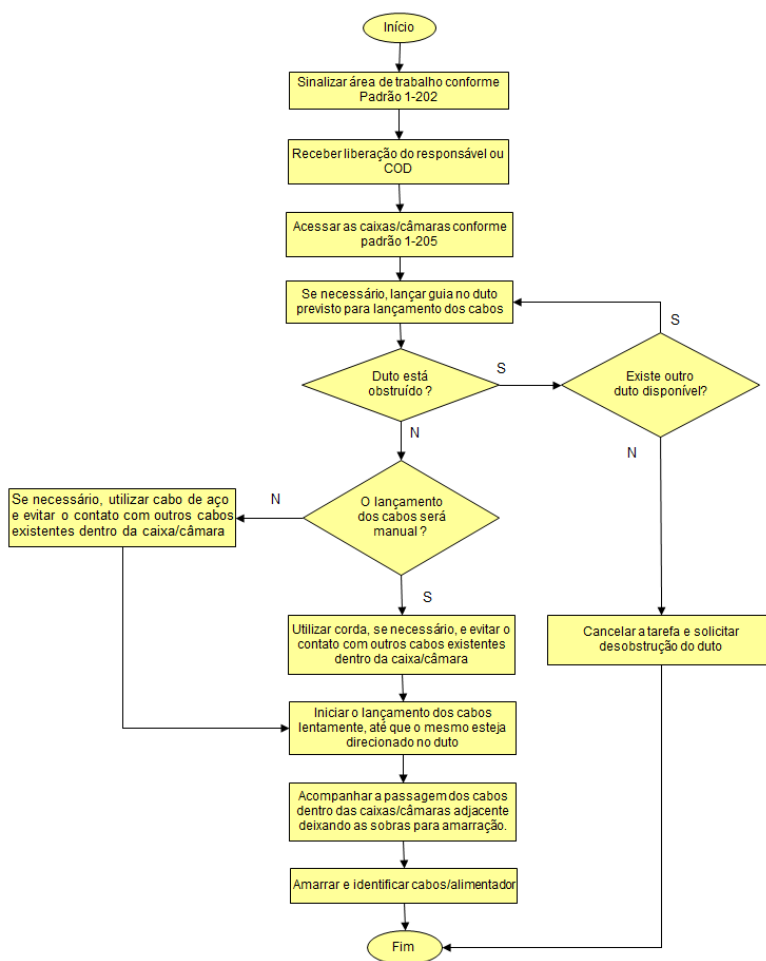 Início
Sinalizar área de trabalho conforme
Padrão 1-202
Receber liberação do responsável ou
COD
Acessar as caixas/câmaras conforme
padrão 1-205
Se necessário, lançar guia no duto
previsto para lançamento dos cabos
S
Duto está
obstruído ?
S
Existe outro
duto disponível?
N
N
Se necessário, utilizar cabo de aço
e evitar o contato com outros cabos
existentes dentro da caixa/câmara
N
O lançamento
dos cabos será
manual ?
S
Utilizar corda, se necessário, e evitar o
contato com outros cabos existentes
dentro da caixa/câmara
Cancelar a tarefa e solicitar
desobstrução do duto
Iniciar o lançamento dos cabos
lentamente, até que o mesmo esteja
direcionado no duto
Acompanhar a passagem dos cabos
dentro das caixas/câmaras adjacente
deixando as sobras para amarração.
Amarrar e identificar cabos/alimentador
Fim